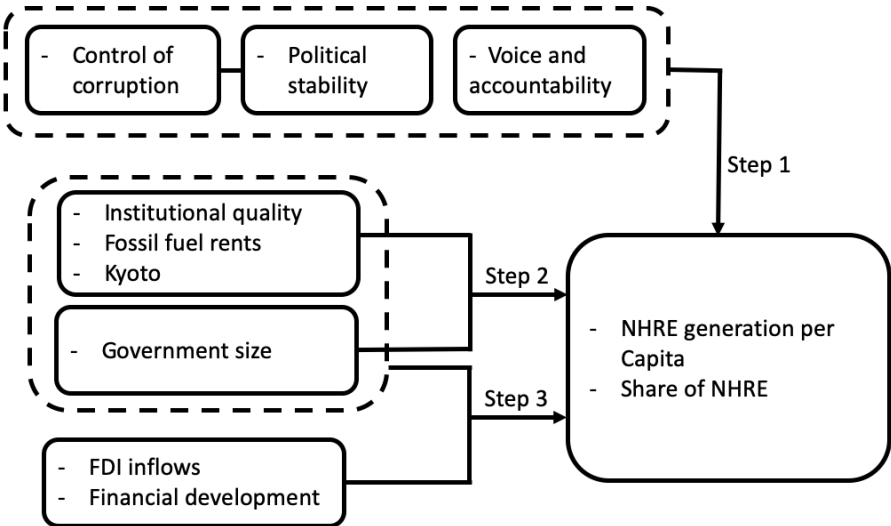 - Control of
corruption
- Political
stability
- Voice and
accountability
Step 1
- Institutional quality
- Fossil fuel rents
- Kyoto
Step 2
- Government size
- NHRE generation per
Capita
- Share of NHRE
Step 3
- FDI inflows
- Financial development